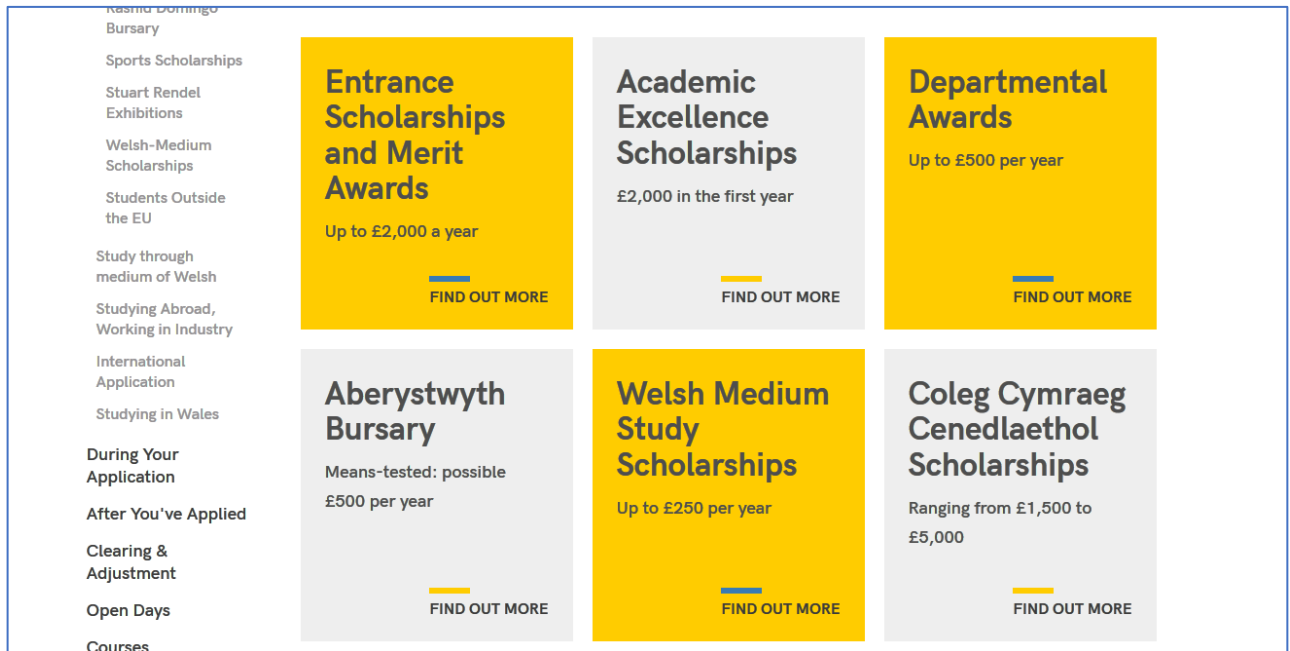 Rashid Domingo
Bursary
Sports Scholarships
Stuart Rendel
Exhibitions
Welsh-Medium
Scholarships
Students Outside
the EU
Study through
medium of Welsh
Studying Abroad,
Working in Industry
International
Application
Studying in Wales
During Your
Application
After You've Applied
Clearing &
Adjustment
Open Days
Courses
Entrance
Scholarships
and Merit
Awards
Up to £2,000 a year
FIND OUT MORE
Academic
Excellence
Scholarships
£2,000 in the first year
FIND OUT MORE
Departmental
Awards
Up to £500 per year
FIND OUT MORE
Aberystwyth
Bursary
Means-tested: possible
£500 per year
FIND OUT MORE
Welsh Medium
Study
Scholarships
Up to £250 per year
FIND OUT MORE
Coleg Cymraeg
Cenedlaethol
Scholarships
Ranging from £1,500 to
£5,000
FIND OUT MORE